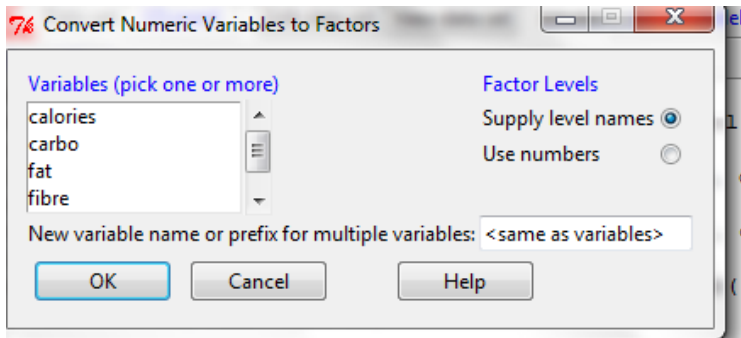 Convert Numeric Variables to Factors
Variables (pick one or more)
calories
carbo
fat
fibre
Factor Levels
Supply level names
Use numbers
New variable name or prefix for multiple variables: <same as variables>
OK Cancel Help